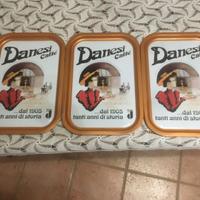 Danesi
Caffè
...dal 1905
tanti anni di storia
Danesi
Caffè
...dal 1905
tanti anni di storia
Danesi
Caffè
...dal 1905
tanti anni di storia